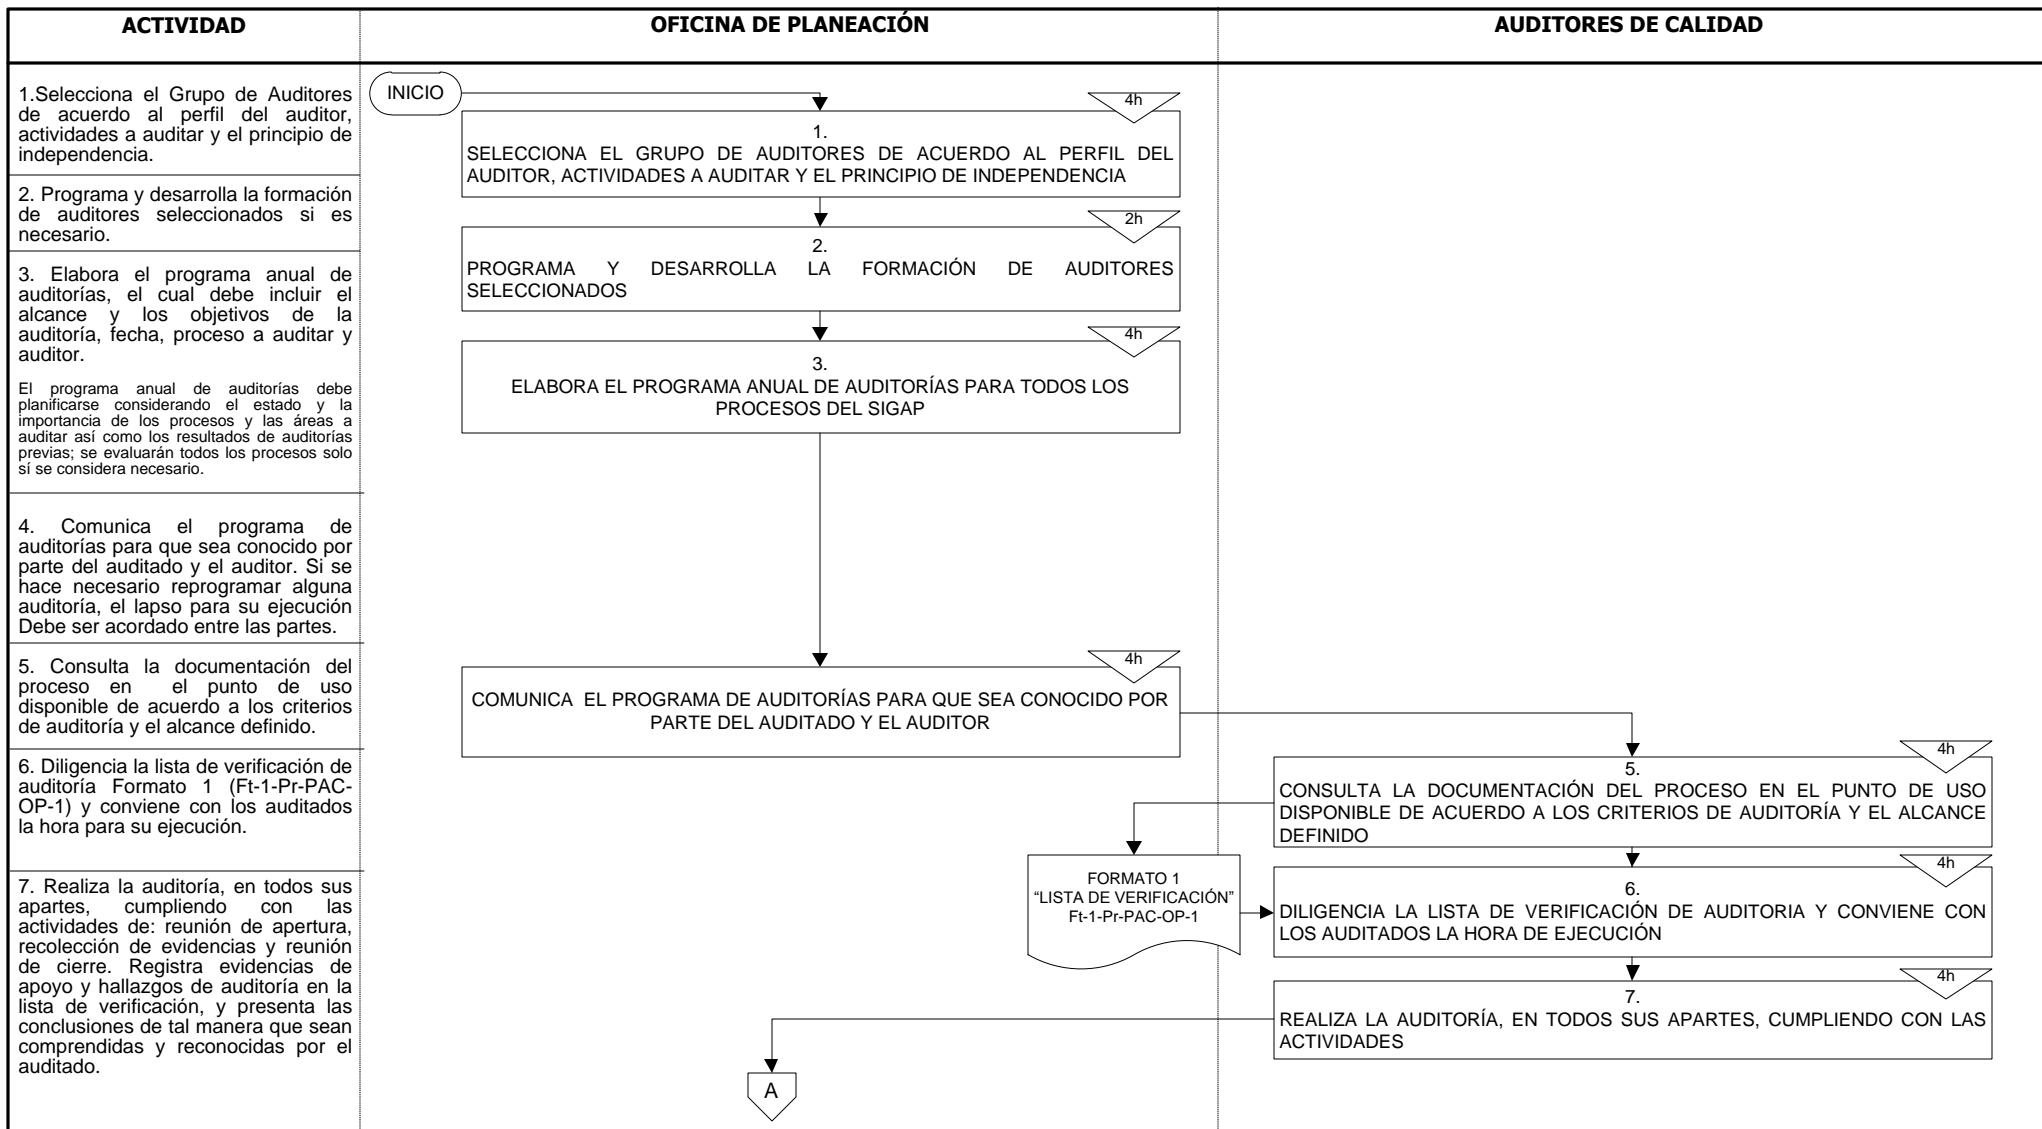 ACTIVIDAD
OFICINA DE PLANEACIÓN
AUDITORES DE CALIDAD
1.Selecciona el Grupo de Auditores
de acuerdo al perfil del auditor,
actividades a auditar y el principio de
independencia.
2. Programa y desarrolla la formación
de auditores seleccionados si es
necesario.
3. Elabora el programa anual de
auditorías, el cual debe incluir el
alcance y los objetivos de la
auditoría, fecha, proceso a auditar y
auditor.
El programa anual de auditorías debe
planificarse considerando el estado y la
importancia de los procesos y las áreas a
auditar así como los resultados de auditorías
previas; se evaluarán todos los procesos solo
sí se considera necesario.
4. Comunica el programa de
auditorías para que sea conocido por
parte del auditado y el auditor. Si se
hace necesario reprogramar alguna
auditoría, el lapso para su ejecución
Debe ser acordado entre las partes.
5. Consulta la documentación del
proceso en el punto de uso
disponible de acuerdo a los criterios
de auditoría y el alcance definido.
6. Diligencia la lista de verificación de
auditoría Formato 1 (Ft-1-Pr-PAC-
OP-1) y conviene con los auditados
la hora para su ejecución.
7. Realiza la auditoría, en todos sus
apartes, cumpliendo con las
actividades de: reunión de apertura,
recolección de evidencias y reunión
de cierre. Registra evidencias de
apoyo y hallazgos de auditoría en la
lista de verificación, y presenta las
conclusiones de tal manera que sean
comprendidas y reconocidas por el
auditado.
INICIO
4h
1.
SELECCIONA EL GRUPO DE AUDITORES DE ACUERDO AL PERFIL DEL
AUDITOR, ACTIVIDADES A AUDITAR Y EL PRINCIPIO DE INDEPENDENCIA
2h
2.
PROGRAMA Y DESARROLLA LA FORMACIÓN DE AUDITORES
SELECCIONADOS
4h
3.
ELABORA EL PROGRAMA ANUAL DE AUDITORÍAS PARA TODOS LOS
PROCESOS DEL SIGAP
4h
COMUNICA EL PROGRAMA DE AUDITORÍAS PARA QUE SEA CONOCIDO POR
PARTE DEL AUDITADO Y EL AUDITOR
4h
5.
CONSULTA LA DOCUMENTACIÓN DEL PROCESO EN EL PUNTO DE USO
DISPONIBLE DE ACUERDO A LOS CRITERIOS DE AUDITORÍA Y EL ALCANCE
DEFINIDO
FORMATO 1
“LISTA DE VERIFICACIÓN”
Ft-1-Pr-PAC-OP-1
4h
6.
DILIGENCIA LA LISTA DE VERIFICACIÓN DE AUDITORIA Y CONVIENE CON
LOS AUDITADOS LA HORA DE EJECUCIÓN
4h
7.
REALIZA LA AUDITORÍA, EN TODOS SUS APARTES, CUMPLIENDO CON LAS
ACTIVIDADES
A